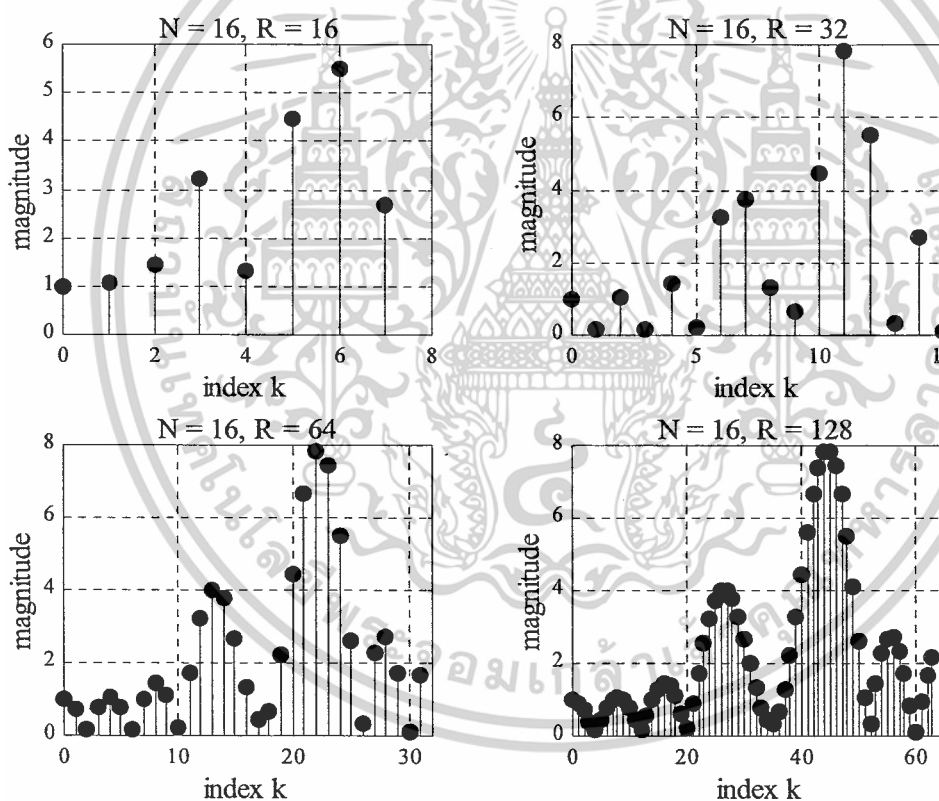 N = 16, R = 16
magnitude
6
5
4
3
2
1
0
0 2 4 6 8
index k
N = 16, R = 32
magnitude
8
6
4
2
0
0 5 10 15
index k
N = 16, R = 64
magnitude
8
6
4
2
0
0 10 20 30
index k
N = 16, R = 128
magnitude
8
6
4
2
0
0 20 40 60
index k